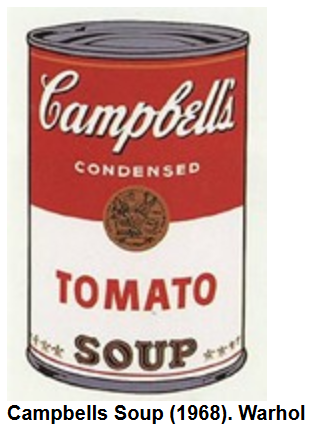 Campbell's
CONDENSED
TOMATO
SOUP
Campbells Soup (1968). Warhol